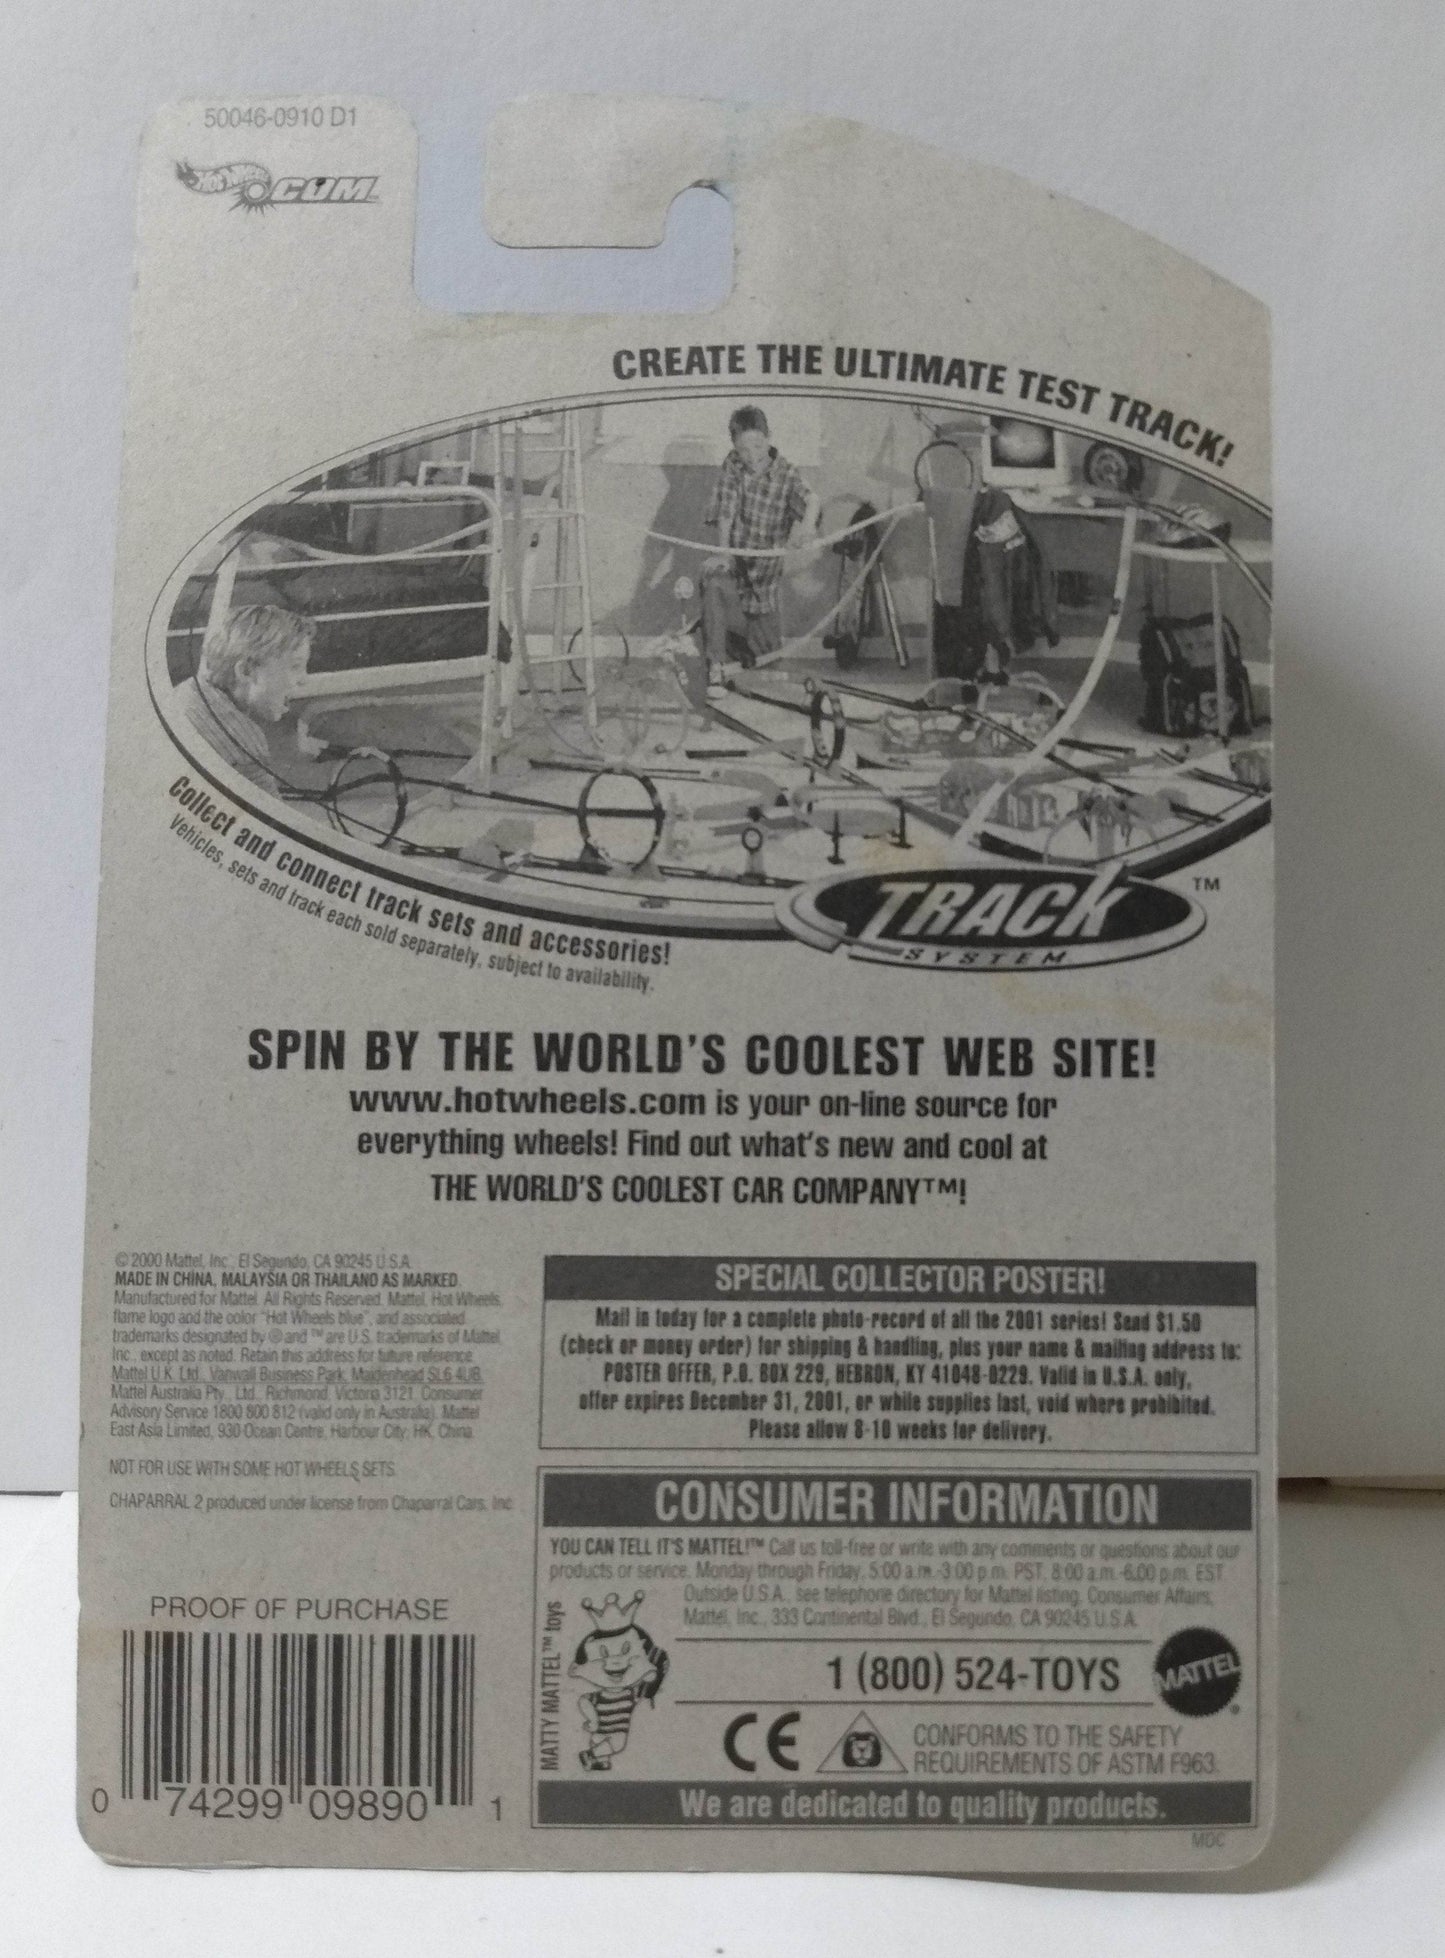 50046-0910 D1
Hot Wheels .COM™
CREATE THE ULTIMATE TEST TRACK!
Collect and connect track sets and accessories!
Vehicles, sets and track each sold separately, subject to availability.
TRACK ™
SYSTEM
SPIN BY THE WORLD'S COOLEST WEB SITE!
www.hotwheels.com is your on-line source for
everything wheels! Find out what's new and cool at
THE WORLD'S COOLEST CAR COMPANY™!
© 2000 Mattel, Inc., El Segundo, CA 90245 U.S.A.
MADE IN CHINA, MALAYSIA OR THAILAND AS MARKED.
Manufactured for Mattel. All Rights Reserved. Mattel, Hot Wheels,
flame logo and the color "Hot Wheels blue", and associated
trademarks designated by ® and ™ are U.S. trademarks of Mattel,
Inc., except as noted. Retain this address for future reference:
Mattel U.K. Ltd., Vanwall Business Park, Maidenhead SL6 4UB.
Mattel Australia Pty., Ltd., Richmond, Victoria 3121. Consumer
Advisory Service 1800 800 812 (valid only in Australia). Mattel
East Asia Limited, 930 Ocean Centre, Harbour City, HK, China.
NOT FOR USE WITH SOME HOT WHEELS SETS.
CHAPARRAL 2 produced under license from Chaparral Cars, Inc.
SPECIAL COLLECTOR POSTER!
Mail in today for a complete photo-record of all the 2001 series! Send $1.50
(check or money order) for shipping & handling, plus your name & mailing address to:
POSTER OFFER, P.O. BOX 229, HEBRON, KY 41048-0229. Valid in U.S.A. only,
offer expires December 31, 2001, or while supplies last, void where prohibited.
Please allow 8-10 weeks for delivery.
CONSUMER INFORMATION
YOU CAN TELL IT'S MATTEL!™ Call us toll-free or write with any comments or questions about our
products or service. Monday through Friday, 5:00 a.m.-3:00 p.m. PST, 8:00 a.m.-6:00 p.m. EST.
Outside U.S.A., see telephone directory for Mattel listing. Consumer Affairs,
Mattel, Inc., 333 Continental Blvd., El Segundo, CA 90245 U.S.A.
MATTY MATTEL™ toys
1 (800) 524-TOYS
MATTEL®
CE
CONFORMS TO THE SAFETY
REQUIREMENTS OF ASTM F963.
We are dedicated to quality products.
MDC
PROOF OF PURCHASE
0 74299 09890 1